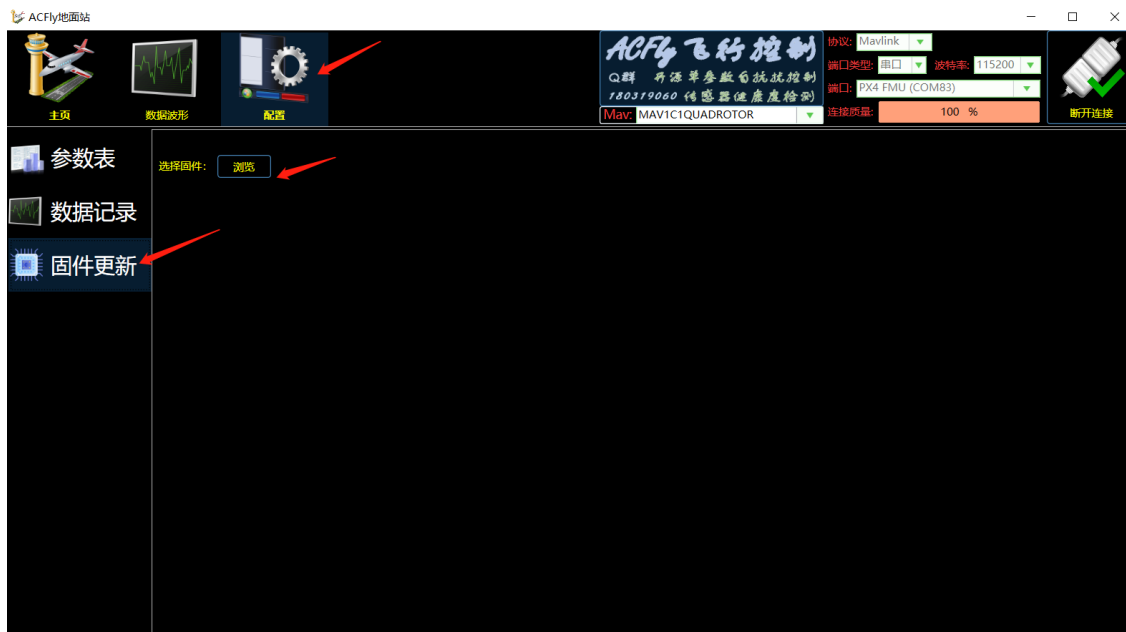 ACFly地面站
主页
数据波形
配置
ACFly飞行控制
Q群 开源单参数自抗扰控制
180319060 传感器健康度检测
Mav: MAV1C1QUADROTOR
协议: Mavlink
端口类型: 串口 波特率: 115200
端口: PX4 FMU (COM83)
连接质量: 100 %
断开连接
参数表
数据记录
固件更新
选择固件: 浏览